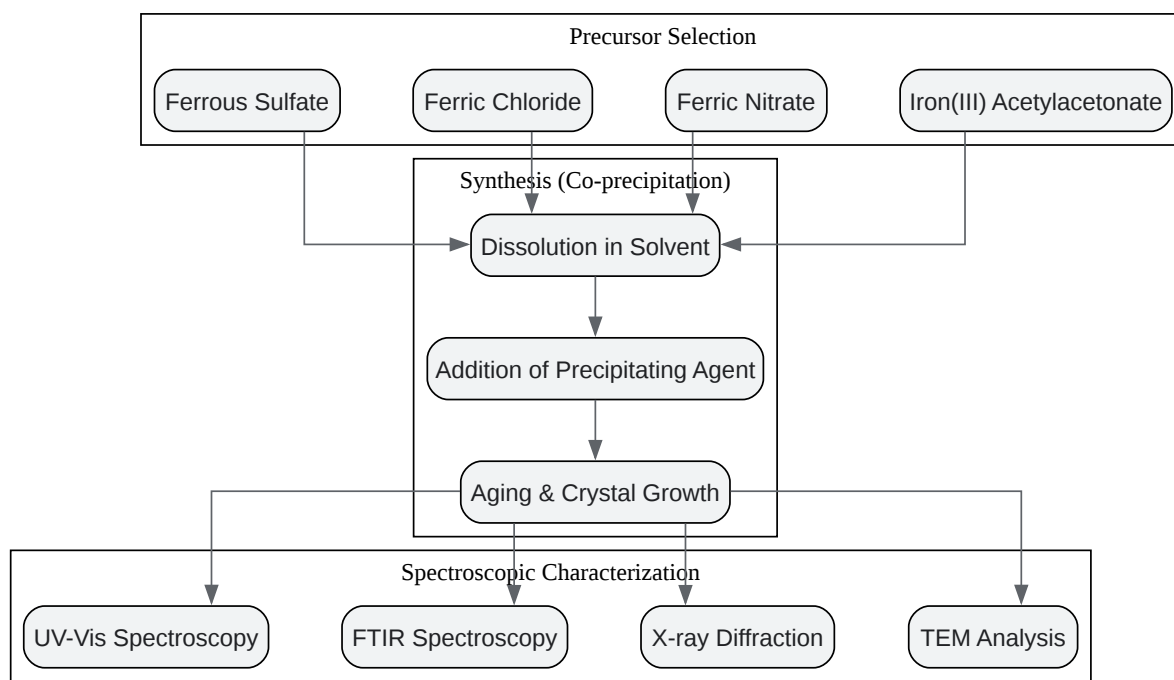 Precursor Selection
Ferrous Sulfate
Ferric Chloride
Ferric Nitrate
Iron(III) Acetylacetonate
Synthesis (Co-precipitation)
Dissolution in Solvent
Addition of Precipitating Agent
Aging & Crystal Growth
Spectroscopic Characterization
UV-Vis Spectroscopy
FTIR Spectroscopy
X-ray Diffraction
TEM Analysis